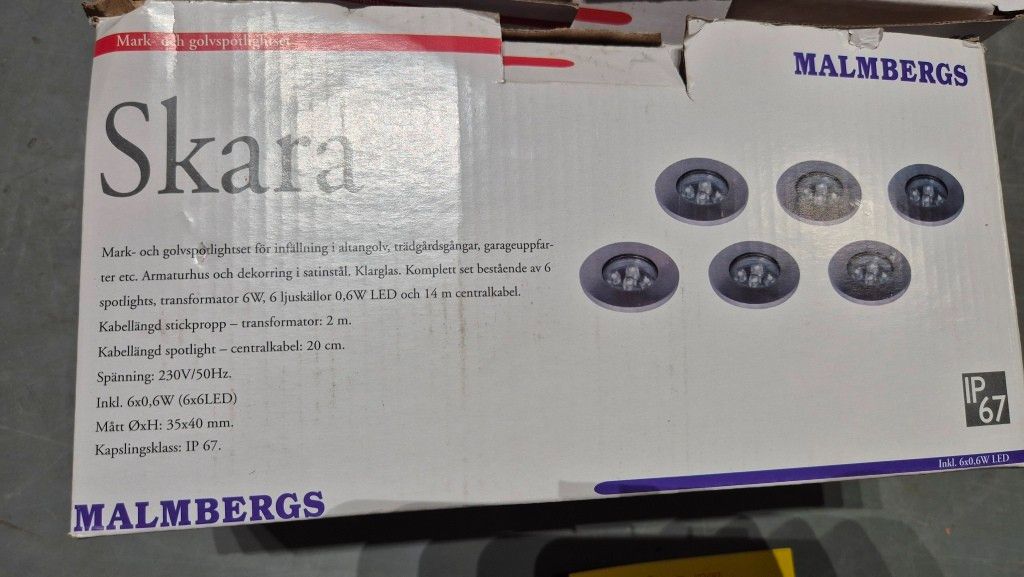 Mark- och golvspotlightset
MALMBERGS
Skara
Mark- och golvspotlightset för infällning i altangolv, trädgårdsgångar, garageuppfar-
ter etc. Armaturhus och dekorring i satinstål. Klarglas. Komplett set bestående av 6
spotlights, transformator 6W, 6 ljuskällor 0,6W LED och 14 m centralkabel.
Kabellängd stickpropp – transformator: 2 m.
Kabellängd spotlight – centralkabel: 20 cm.
Spänning: 230V/50Hz.
Inkl. 6x0,6W (6x6LED)
Mått ØxH: 35x40 mm.
Kapslingsklass: IP 67.
IP
67
Inkl. 6x0,6W LED
MALMBERGS